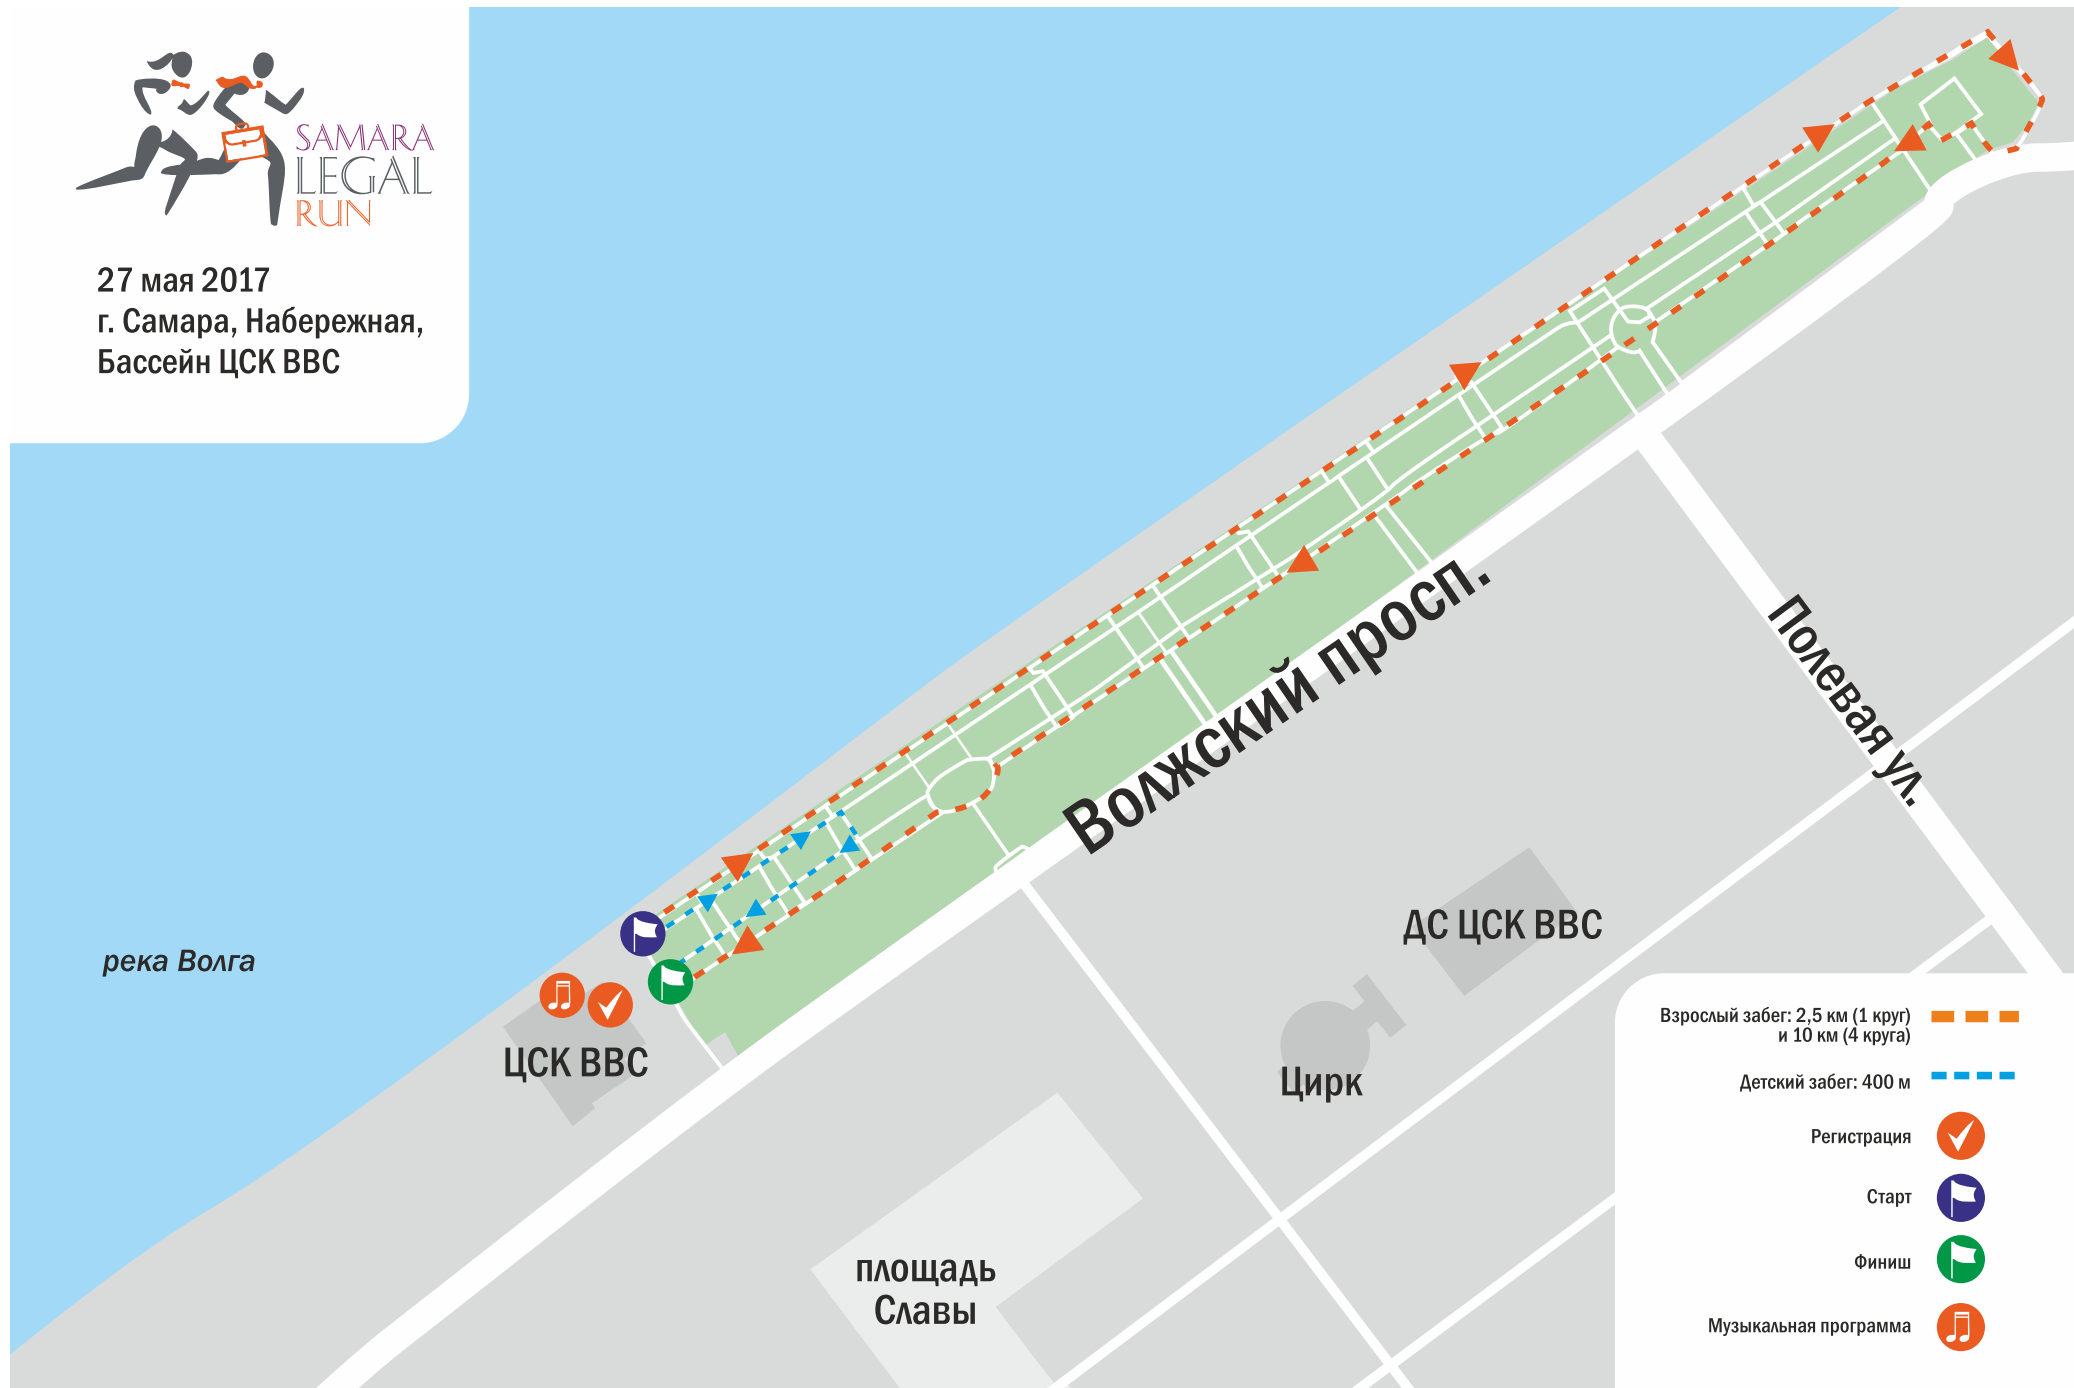 SAMARA
LEGAL
RUN
27 мая 2017
г. Самара, Набережная,
Бассейн ЦСК ВВС
Волжский просп.
Полевая ул.
река Волга
ДС ЦСК ВВС
ЦСК ВВС
Цирк
площадь
Славы
Взрослый забег: 2,5 км (1 круг)
и 10 км (4 круга)
Детский забег: 400 м
Регистрация
Старт
Финиш
Музыкальная программа